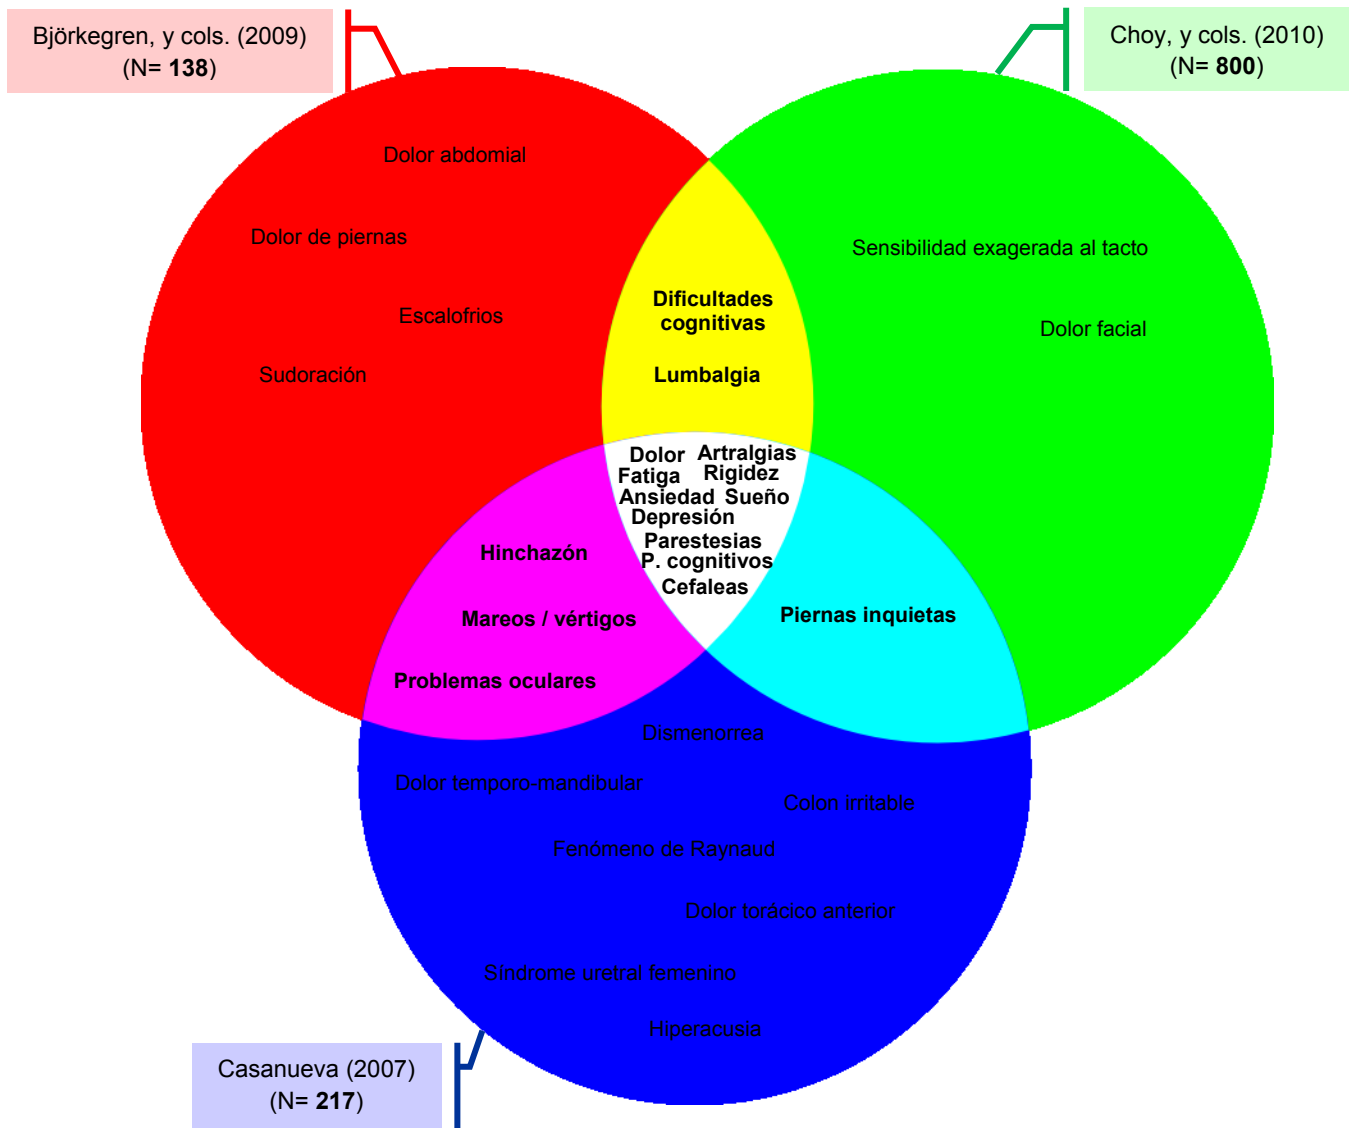 Björkegren, y cols. (2009)
(N= 138)
Choy, y cols. (2010)
(N= 800)
Dolor abdomial
Dolor de piernas
Escalofrios
Sudoración
Sensibilidad exagerada al tacto
Dolor facial
Dificultades
cognitivas
Lumbalgia
Dolor Artralgias
Fatiga Rigidez
Ansiedad Sueño
Depresión
Parestesias
P. cognitivos
Cefaleas
Hinchazón
Mareos / vértigos
Problemas oculares
Piernas inquietas
Dismenorrea
Dolor temporo-mandibular
Colon irritable
Fenómeno de Raynaud
Dolor torácico anterior
Síndrome uretral femenino
Hiperacusia
Casanueva (2007)
(N= 217)